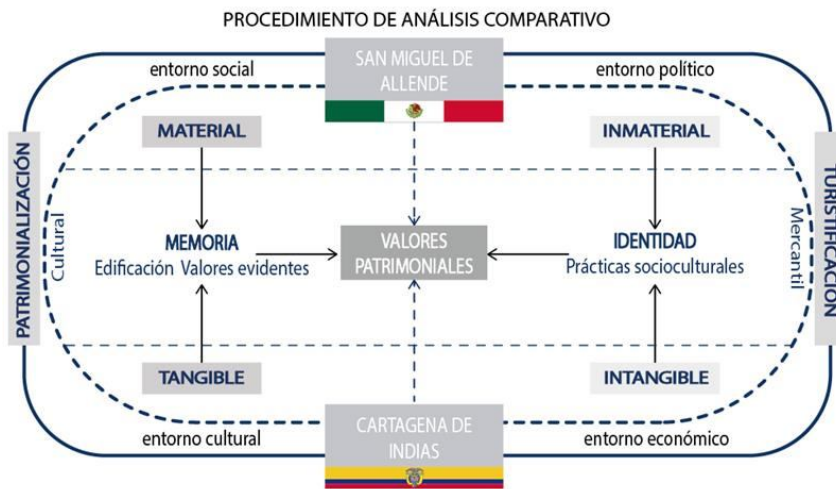 PROCEDIMIENTO DE ANÁLISIS COMPARATIVO
entorno social
SAN MIGUEL DE
ALLENDE
entorno político
MATERIAL
INMATERIAL
PATRIMONIALIZACIÓN
Cultural
MEMORIA
Edificación Valores evidentes
VALORES
PATRIMONIALES
IDENTIDAD
Prácticas socioculturales
Mercantil
TURISTIFICACIÓN
TANGIBLE
INTANGIBLE
entorno cultural
CARTAGENA DE
INDIAS
entorno económico